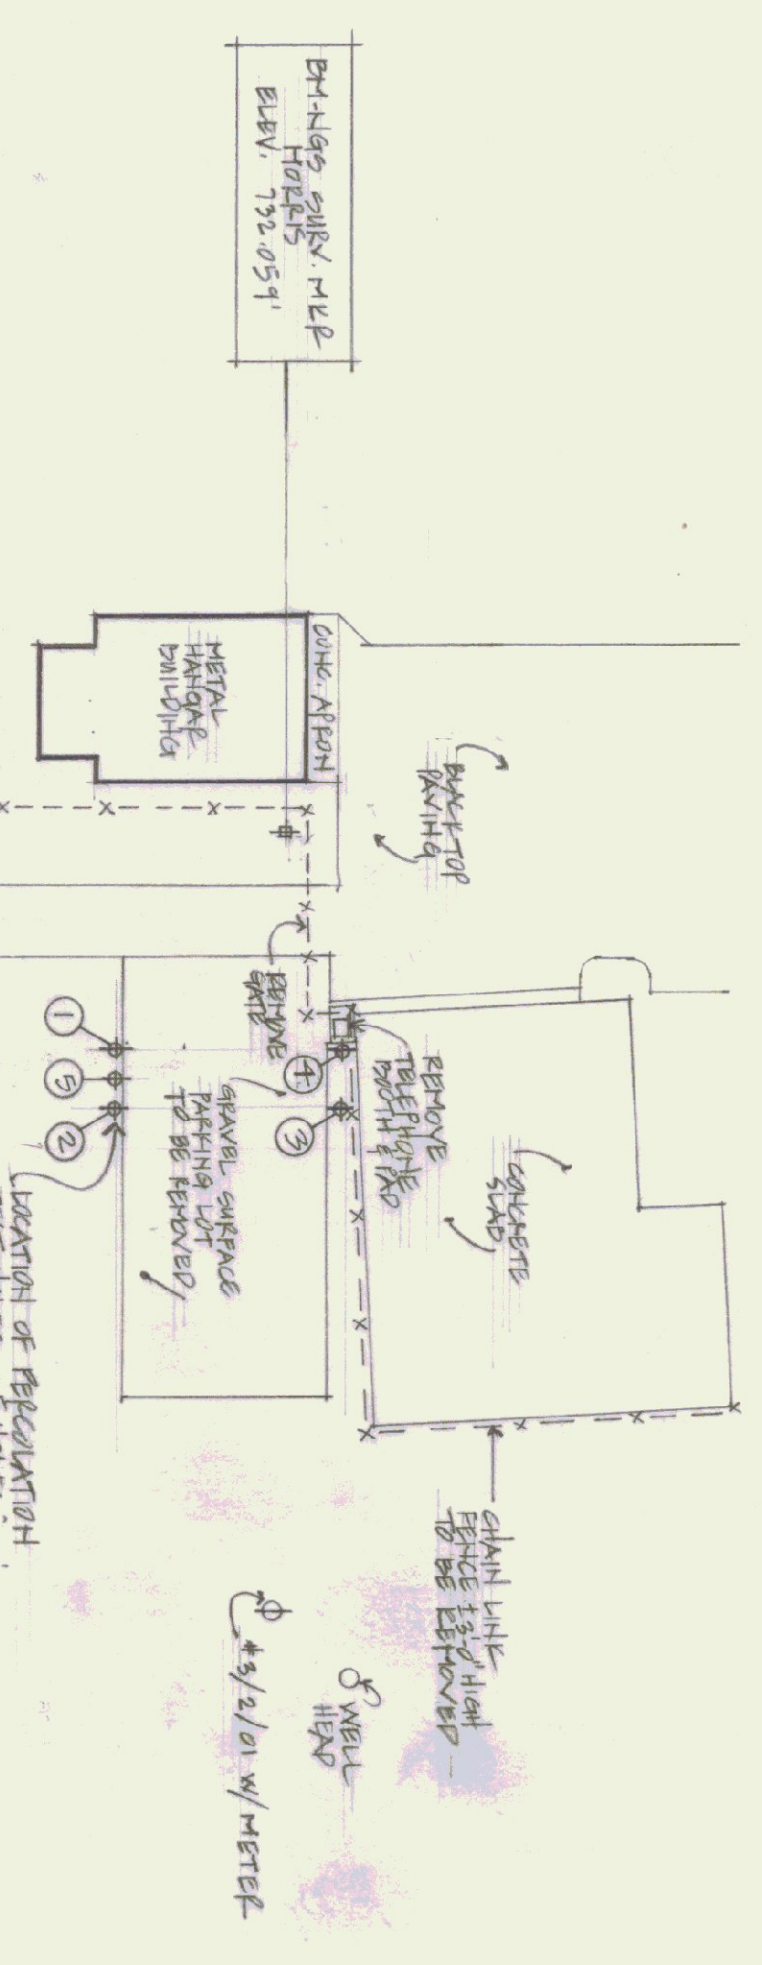 BM-NGS SURV. MKR
MORRIS
ELEV. 732.059'
CONC. APRON
METAL
HANGAR
BUILDING
BLACKTOP
PAVING
REMOVE
GATE
REMOVE
TELEPHONE
BOOTH & PAD
CONCRETE
SLAB
1
5
2
4
3
GRAVEL SURFACE
PARKING LOT
TO BE REMOVED
LOCATION OF PERCOLATION
CHAIN LINK
FENCE ±3'-0" HIGH
TO BE REMOVED
WELL
HEAD
#3/2/01 W/METER